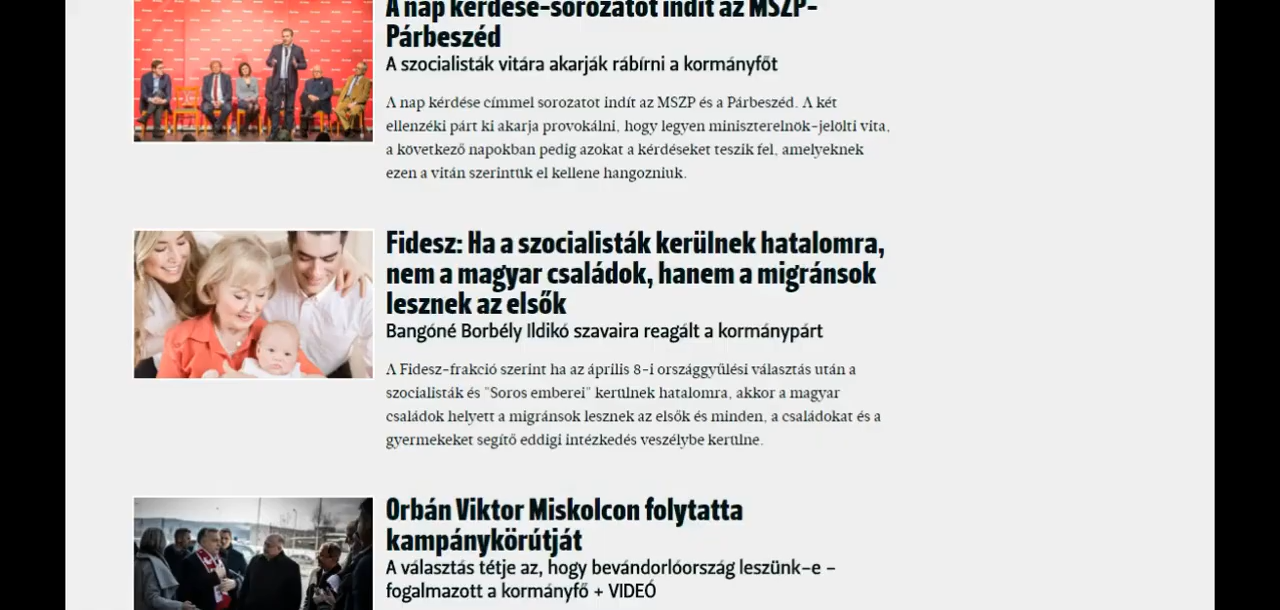 A nap kérdése-sorozatot indít az MSZP-
Párbeszéd
A szocialisták vitára akarják rábírni a kormányfőt
A nap kérdése címmel sorozatot indít az MSZP és a Párbeszéd. A két
ellenzéki párt ki akarja provokálni, hogy legyen miniszterelnök-jelölti vita,
a következő napokban pedig azokat a kérdéseket teszik fel, amelyeknek
ezen a vitán szerintük el kellene hangozniuk.
Fidesz: Ha a szocialisták kerülnek hatalomra,
nem a magyar családok, hanem a migránsok
lesznek az elsők
Bangóné Borbély Ildikó szavaira reagált a kormánypárt
A Fidesz-frakció szerint ha az április 8-i országgyűlési választás után a
szocialisták és "Soros emberei" kerülnek hatalomra, akkor a magyar
családok helyett a migránsok lesznek az elsők és minden, a családokat és a
gyermekeket segítő eddigi intézkedés veszélybe kerülne.
Orbán Viktor Miskolcon folytatta
kampánykörútját
A választás tétje az, hogy bevándorlóország leszünk-e –
fogalmazott a kormányfő + VIDEÓ